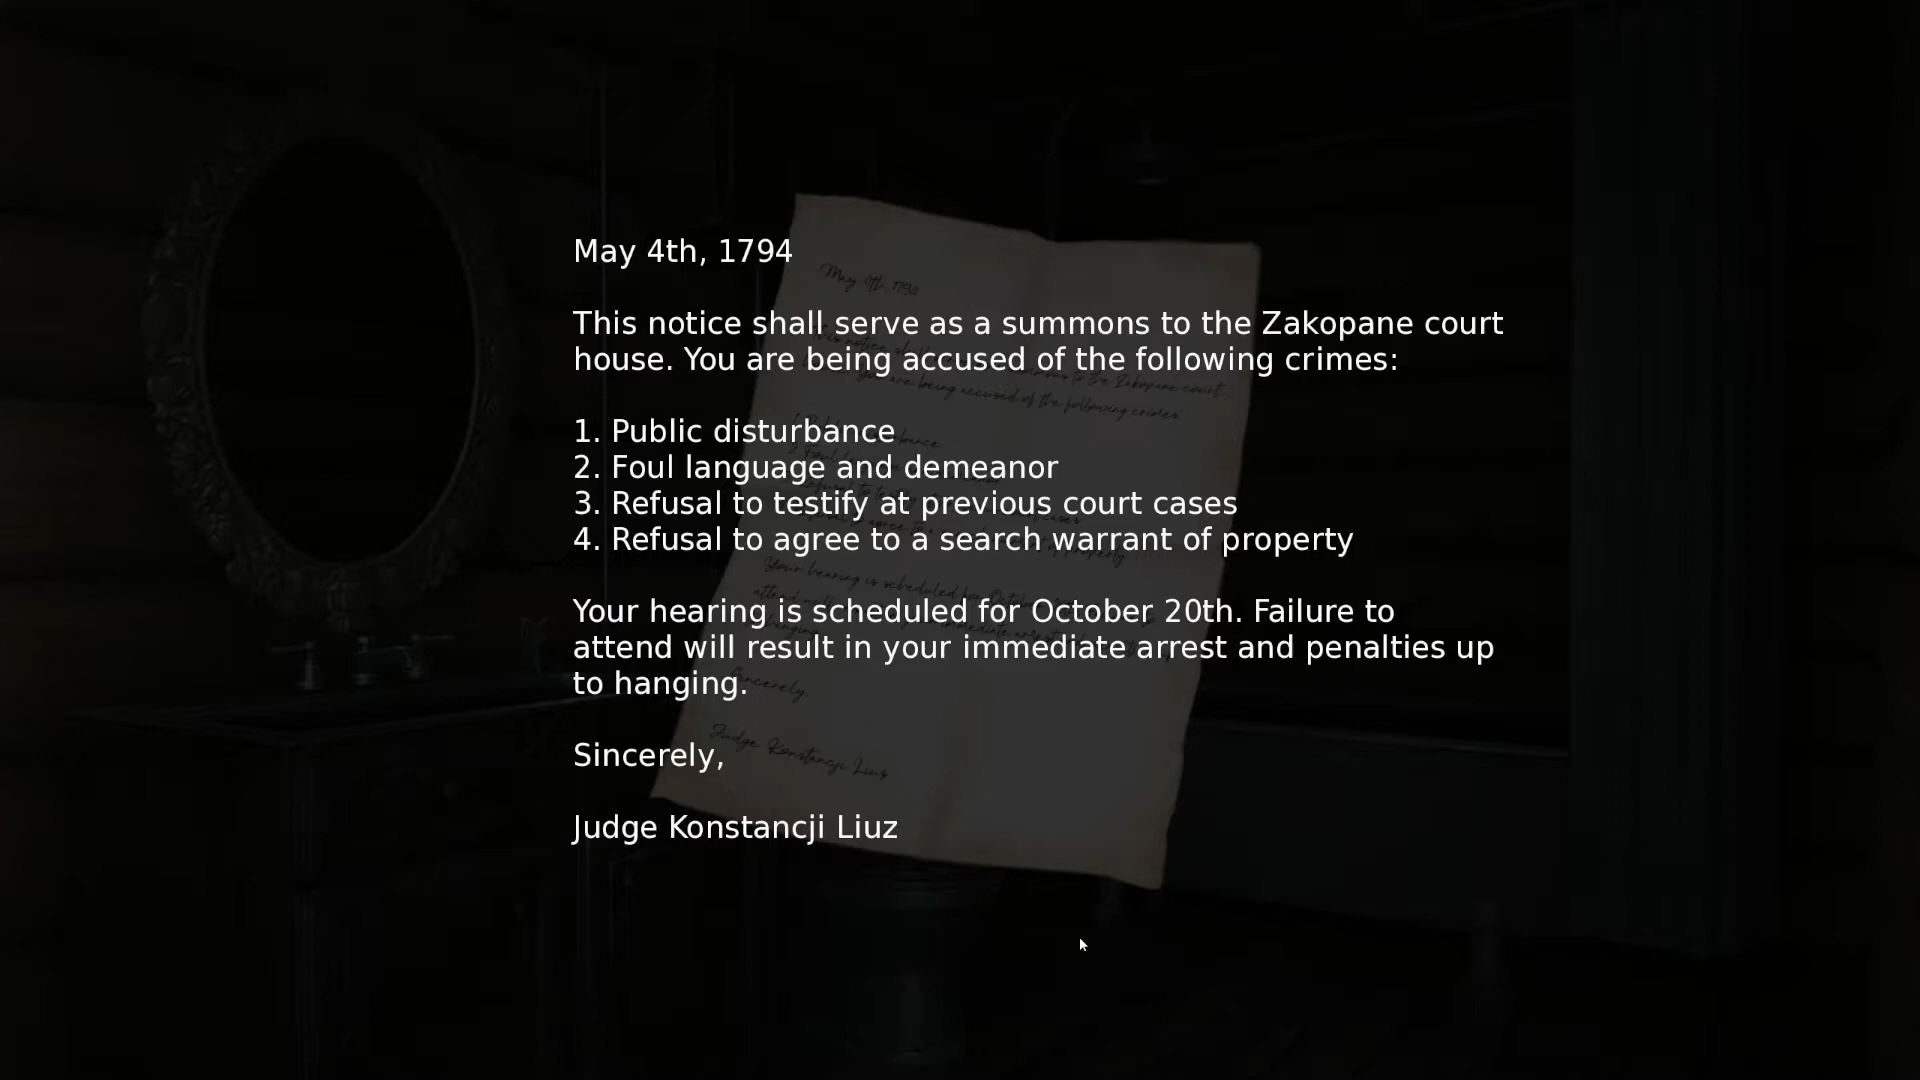 May 4th, 1794
This notice shall serve as a summons to the Zakopane court
house. You are being accused of the following crimes:
1. Public disturbance
2. Foul language and demeanor
3. Refusal to testify at previous court cases
4. Refusal to agree to a search warrant of property
Your hearing is scheduled for October 20th. Failure to
attend will result in your immediate arrest and penalties up
to hanging.
Sincerely,
Judge Konstancji Liuz